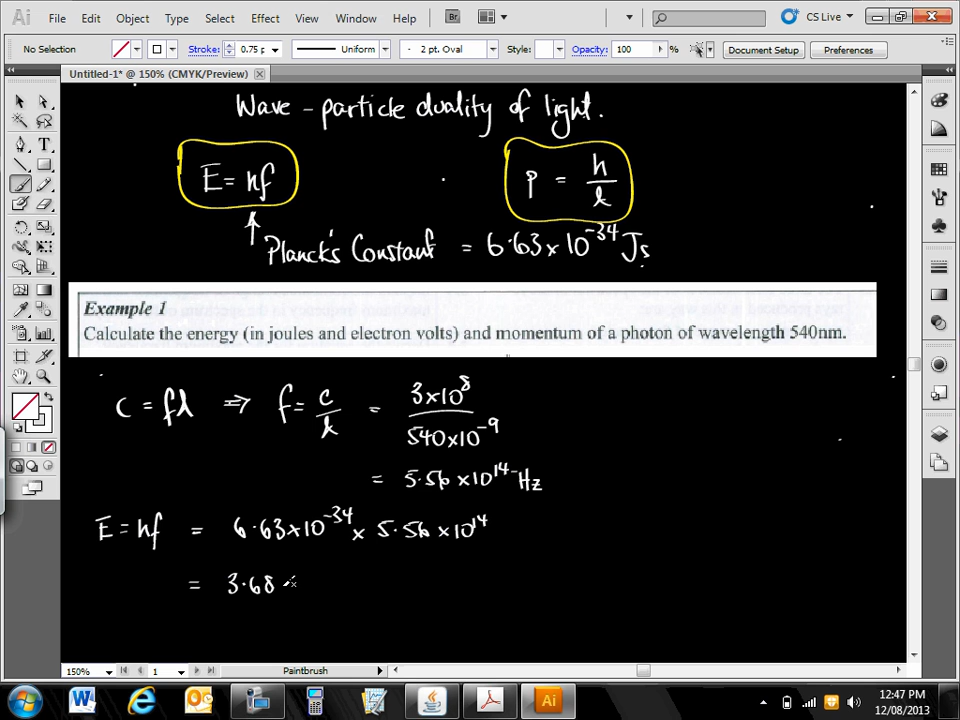 Ai File Edit Object Type Select Effect View Window Help Br CS Live
No Selection Stroke: 0.75 p Uniform 2 pt. Oval Style: Opacity: 100 % Document Setup Preferences
Untitled-1* @ 150% (CMYK/Preview)
Wave - particle duality of light.
E = hf
P = h/λ
Planck's Constant = 6.63 × 10⁻³⁴ Js
Example 1
Calculate the energy (in joules and electron volts) and momentum of a photon of wavelength 540nm.
C = fλ ⇒ f = c/λ = 3×10⁸ / 540×10⁻⁹
= 5.56 ×10¹⁴ Hz
E = hf = 6.63×10⁻³⁴ × 5.56 ×10¹⁴
= 3.68
150% 1 Paintbrush
W Ai
12:47 PM
12/08/2013